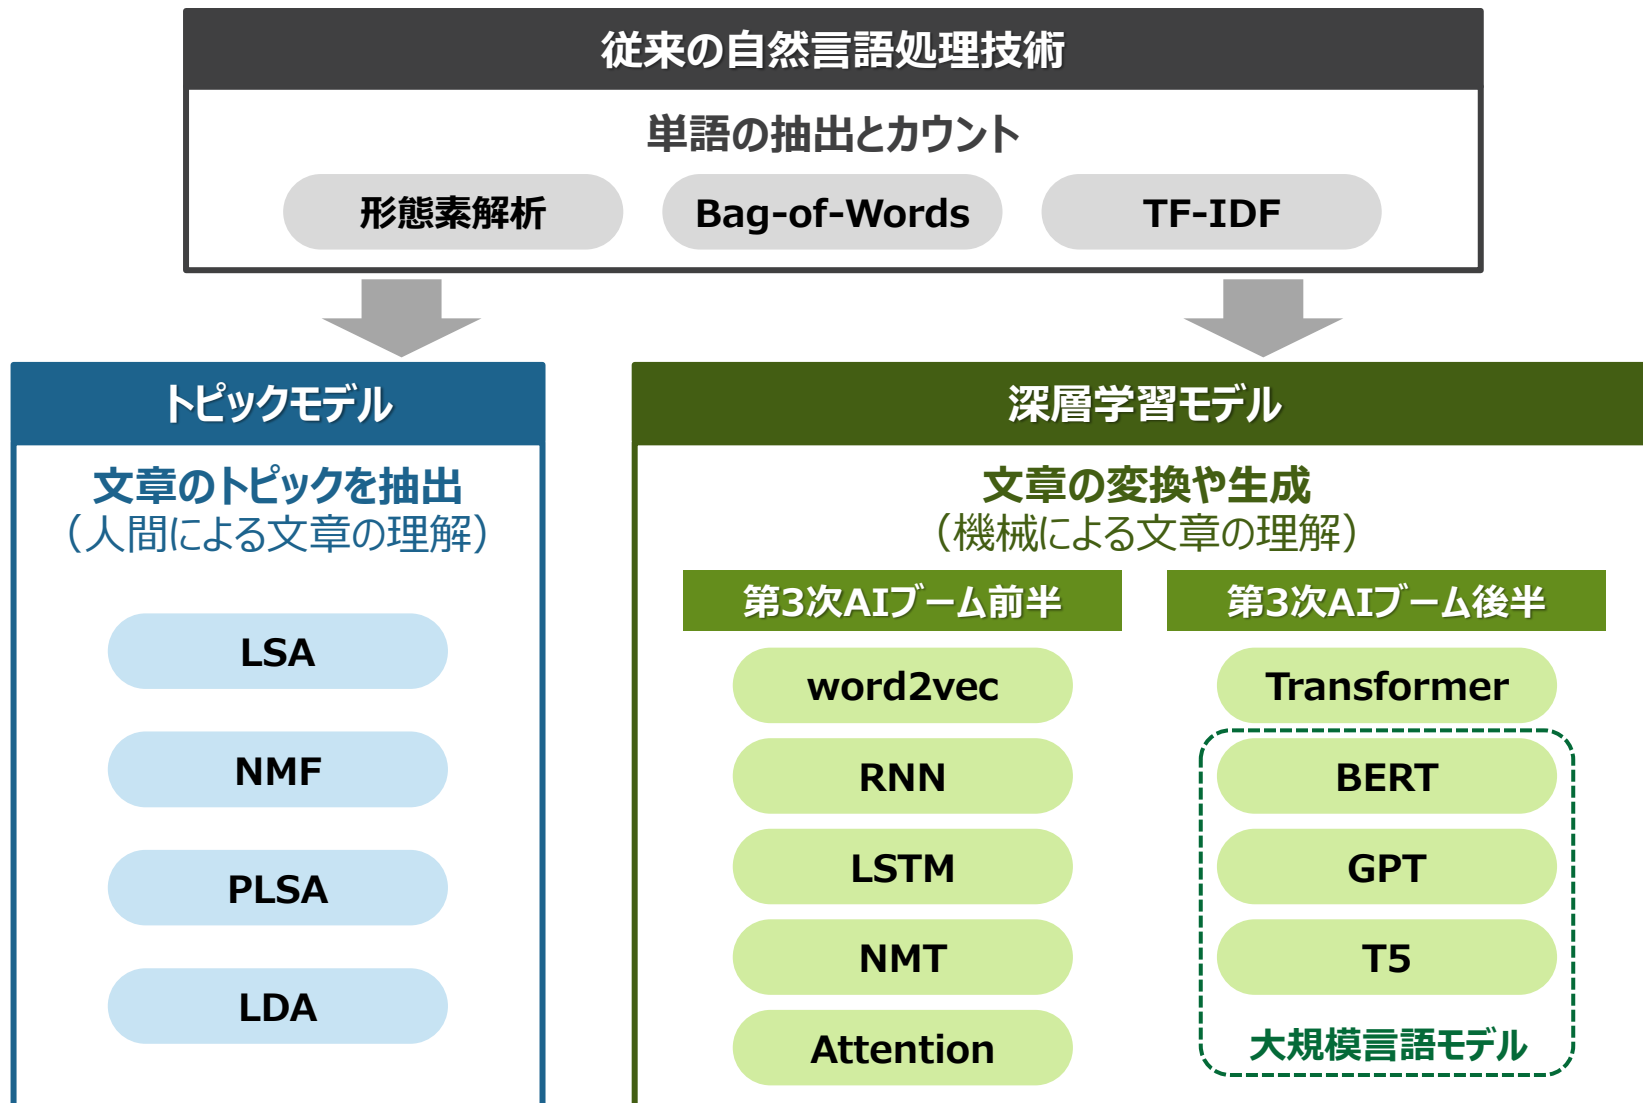 従来の自然言語処理技術
単語の抽出とカウント
形態素解析
Bag-of-Words
TF-IDF
トピックモデル
文章のトピックを抽出
（人間による文章の理解）
LSA
NMF
PLSA
LDA
深層学習モデル
文章の変換や生成
（機械による文章の理解）
第3次AIブーム前半
word2vec
RNN
LSTM
NMT
Attention
第3次AIブーム後半
Transformer
BERT
GPT
T5
大規模言語モデル